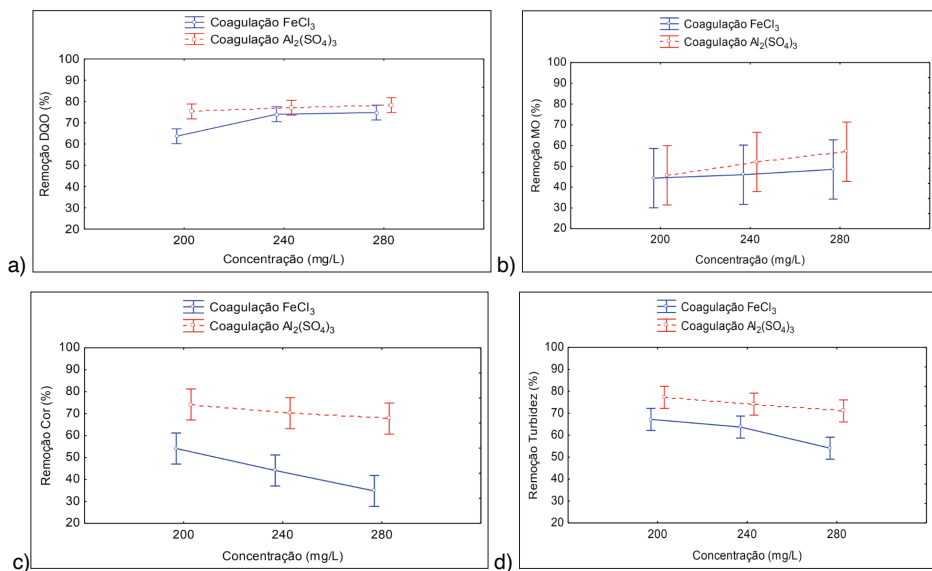 Coagulação FeCl₃
Coagulação Al₂(SO₄)₃
100
90
80
70
60
50
40
30
20
Remoção DQO (%)
200
240
280
Concentração (mg/L)
a)
Coagulação FeCl₃
Coagulação Al₂(SO₄)₃
100
90
80
70
60
50
40
30
20
Remoção MO (%)
200
240
280
Concentração (mg/L)
b)
Coagulação FeCl₃
Coagulação Al₂(SO₄)₃
100
90
80
70
60
50
40
30
20
Remoção Cor (%)
200
240
280
Concentração (mg/L)
c)
Coagulação FeCl₃
Coagulação Al₂(SO₄)₃
100
90
80
70
60
50
40
30
20
Remoção Turbidez (%)
200
240
280
Concentração (mg/L)
d)